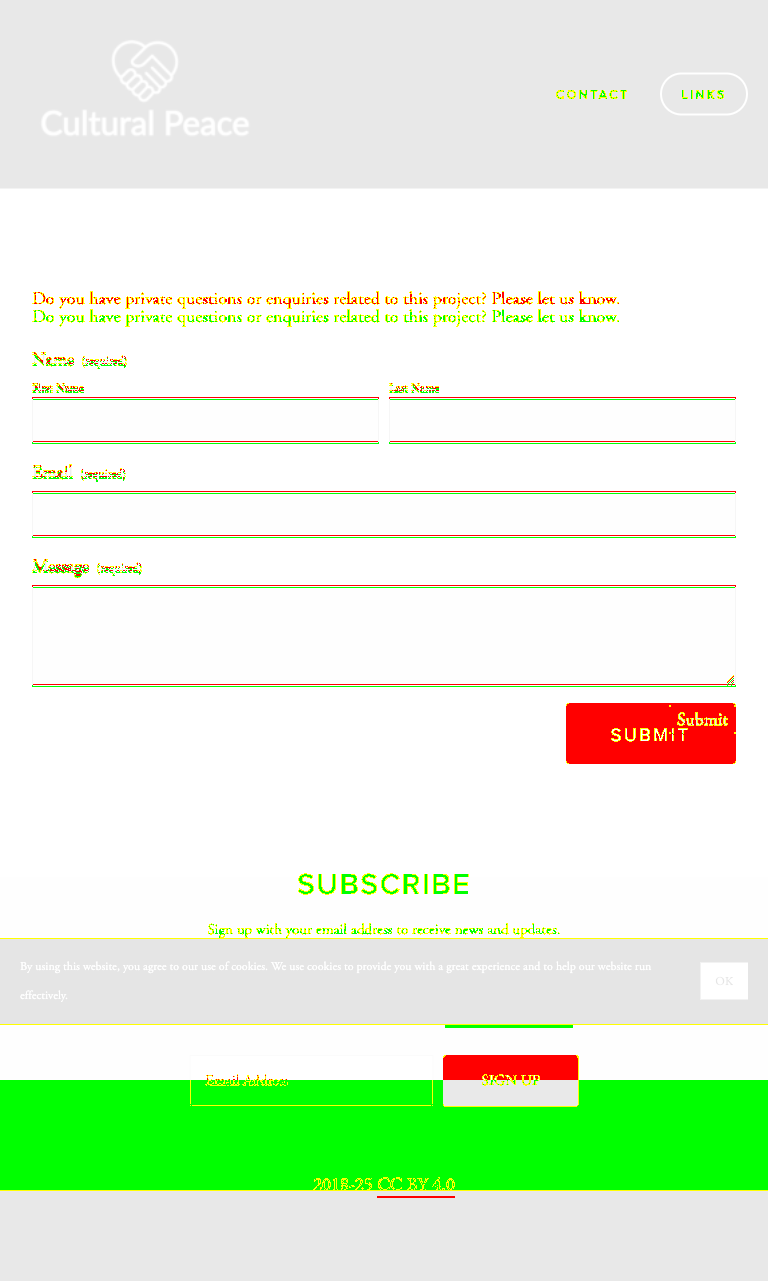 Cultural Peace
CONTACT
LINKS
Do you have private questions or enquiries related to this project? Please let us know.
Do you have private questions or enquiries related to this project? Please let us know.
Name (required)
First Name
Last Name
Email (required)
Message (required)
Submit
SUBMIT
SUBSCRIBE
Sign up with your email address to receive news and updates.
By using this website, you agree to our use of cookies. We use cookies to provide you with a great experience and to help our website run
effectively.
OK
Email Address
SIGN UP
2018-25 CC BY 4.0